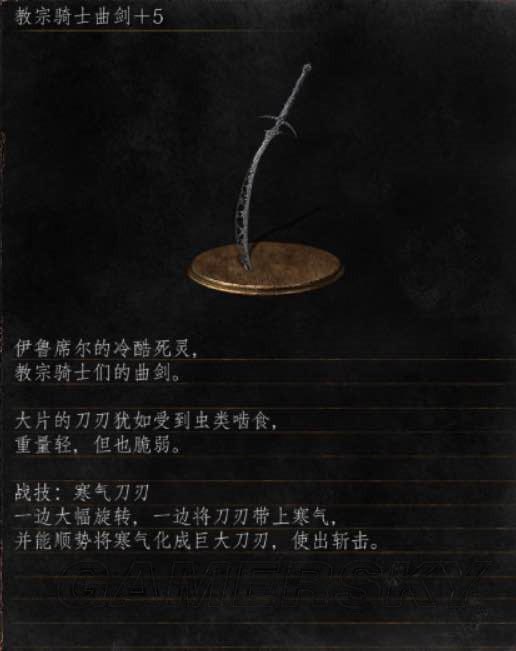 教宗骑士曲剑+5
伊鲁席尔的冷酷死灵，
教宗骑士们的曲剑。
大片的刀刃犹如受到虫类啮食，
重量轻，但也脆弱。
战技：寒气刀刃
一边大幅旋转，一边将刀刃带上寒气，
并能顺势将寒气化成巨大刀刃，使出斩击。
GAMERSKY